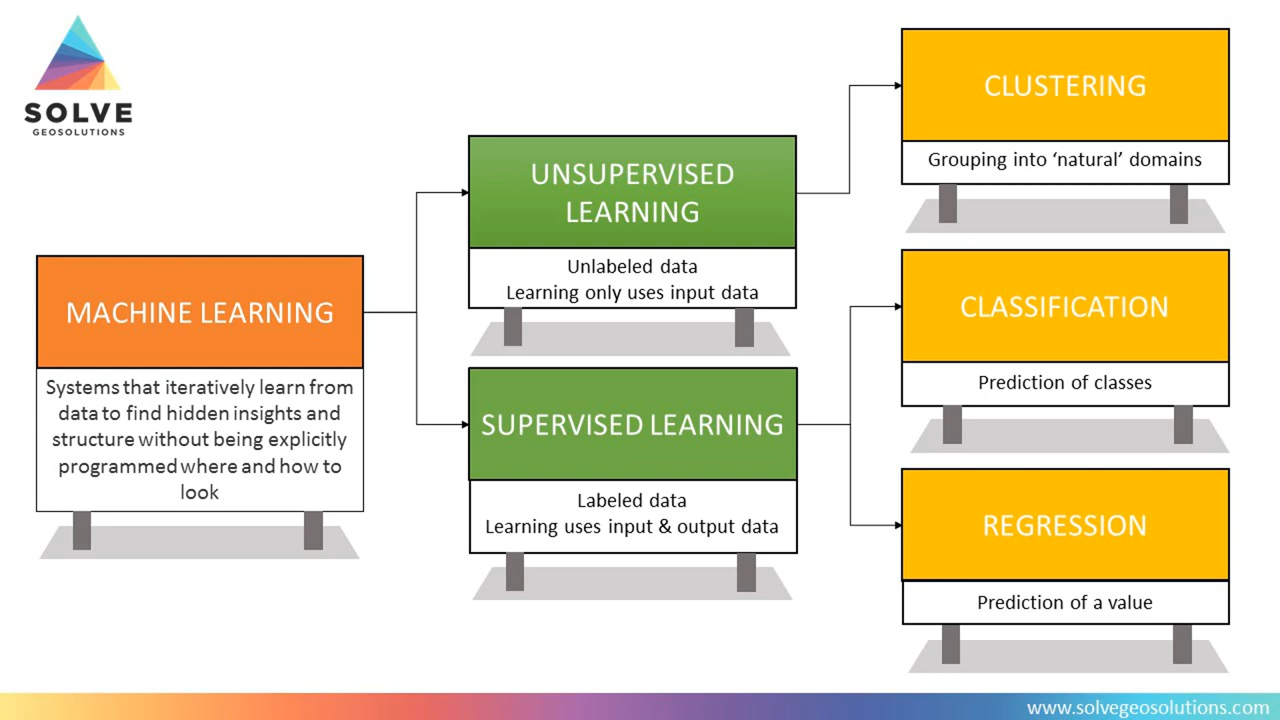 SOLVE
GEOSOLUTIONS
MACHINE LEARNING
Systems that iteratively learn from
data to find hidden insights and
structure without being explicitly
programmed where and how to
look
UNSUPERVISED
LEARNING
Unlabeled data
Learning only uses input data
SUPERVISED LEARNING
Labeled data
Learning uses input & output data
CLUSTERING
Grouping into ‘natural’ domains
CLASSIFICATION
Prediction of classes
REGRESSION
Prediction of a value
www.solvegeosolutions.com